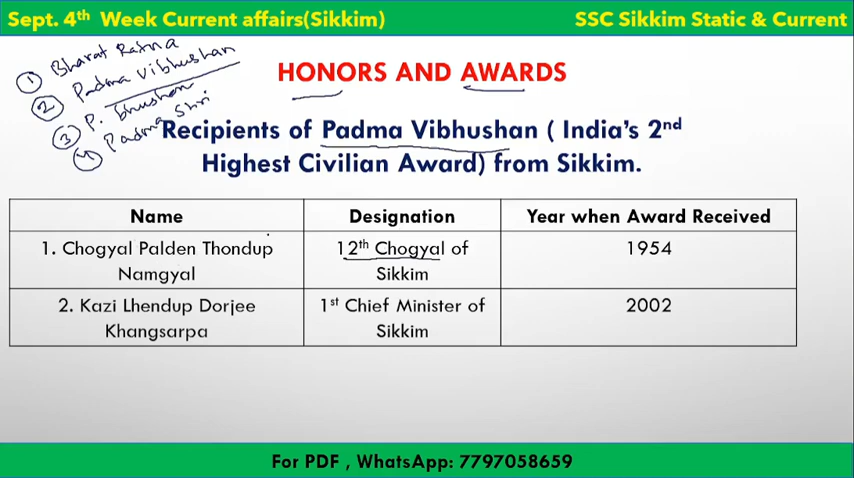 Sept. 4th Week Current affairs(Sikkim)
SSC Sikkim Static & Current
① Bharat Ratna
② Padma Vibhushan
③ P. bhushan
④ Padma Shri
HONORS AND AWARDS
Recipients of Padma Vibhushan ( India's 2nd
Highest Civilian Award) from Sikkim.
Name
Designation
Year when Award Received
1. Chogyal Palden Thondup
Namgyal
12th Chogyal of
Sikkim
1954
2. Kazi Lhendup Dorjee
Khangsarpa
1st Chief Minister of
Sikkim
2002
For PDF , WhatsApp: 7797058659